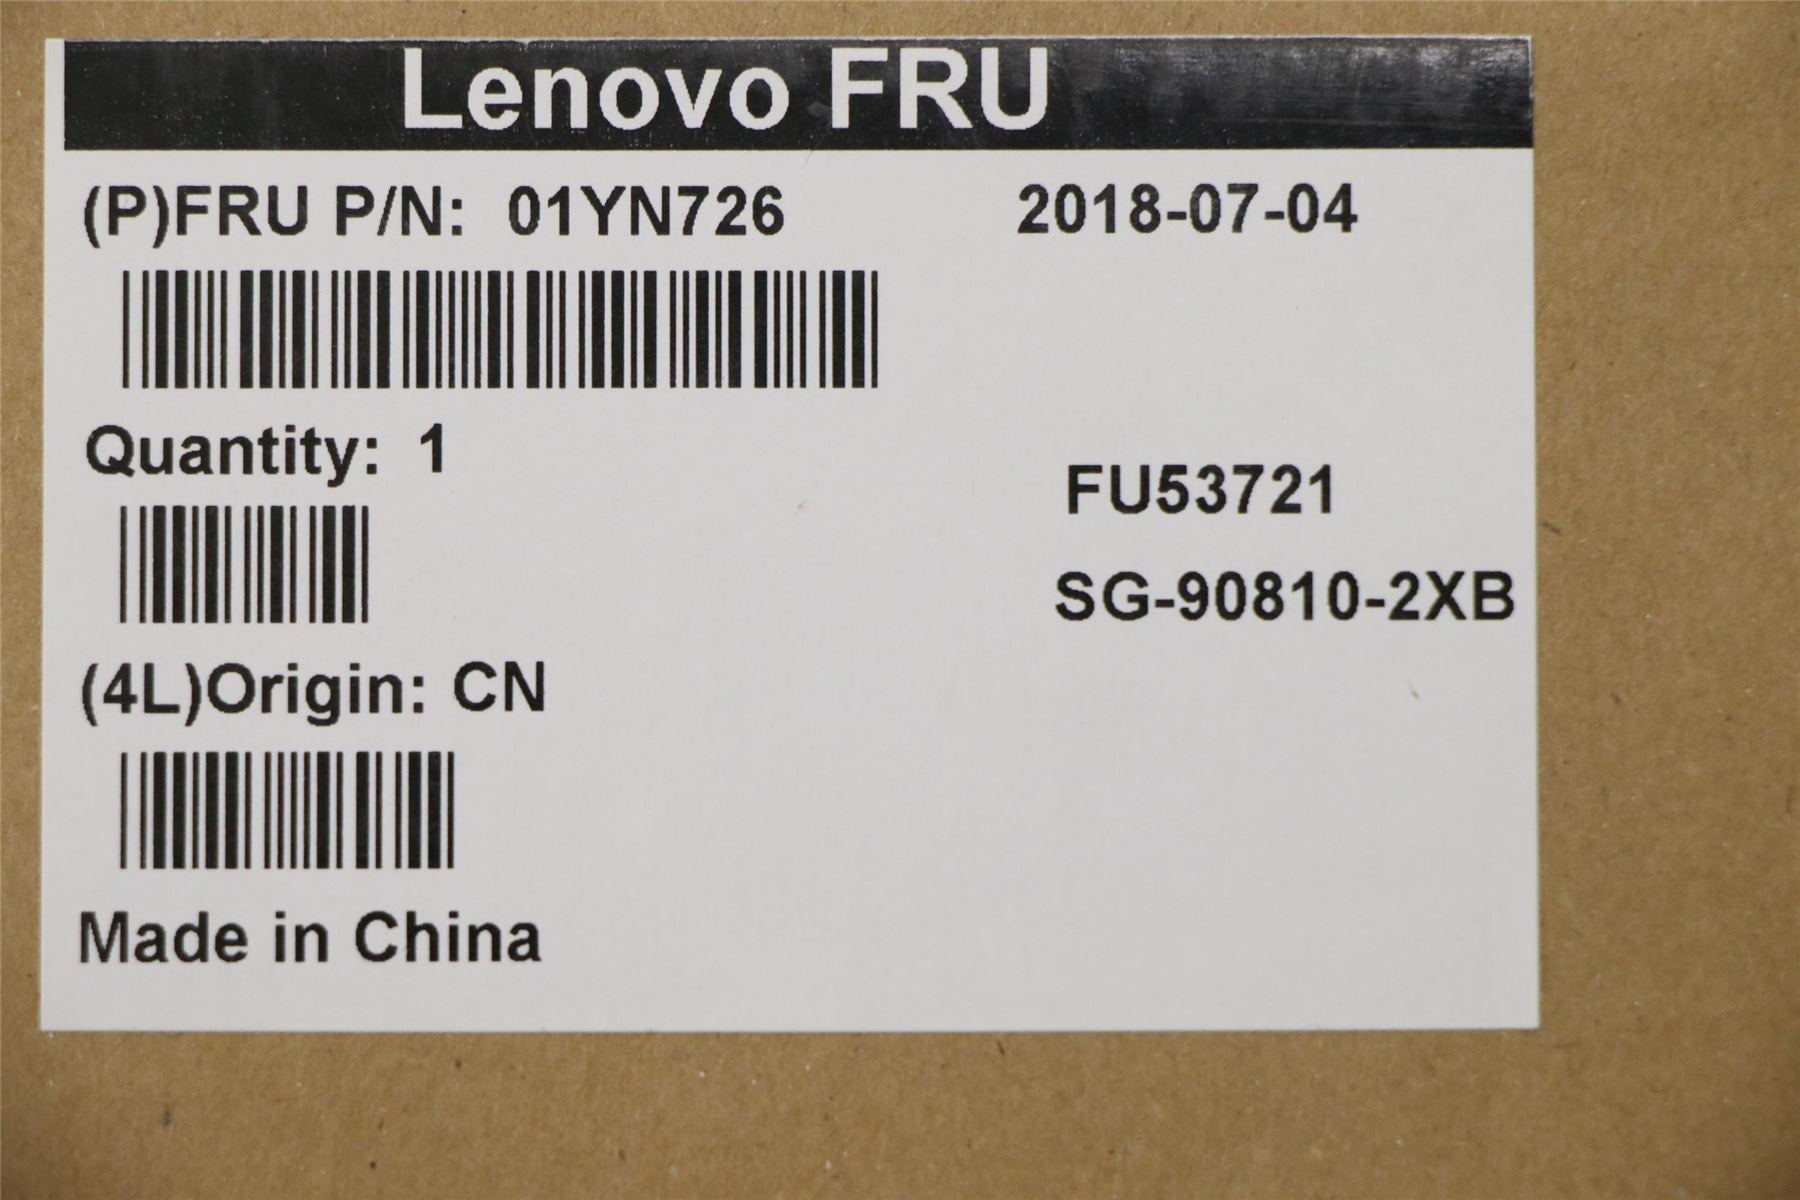 Lenovo FRU
(P)FRU P/N: 01YN726 2018-07-04
Quantity: 1
FU53721
SG-90810-2XB
(4L)Origin: CN
Made in China